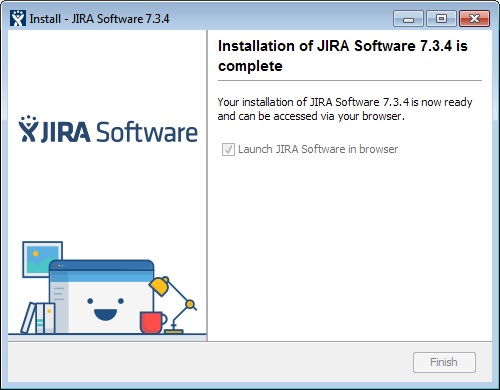 Install - JIRA Software 7.3.4
Installation of JIRA Software 7.3.4 is
complete
Your installation of JIRA Software 7.3.4 is now ready
and can be accessed via your browser.
JIRA Software
Launch JIRA Software in browser
Finish